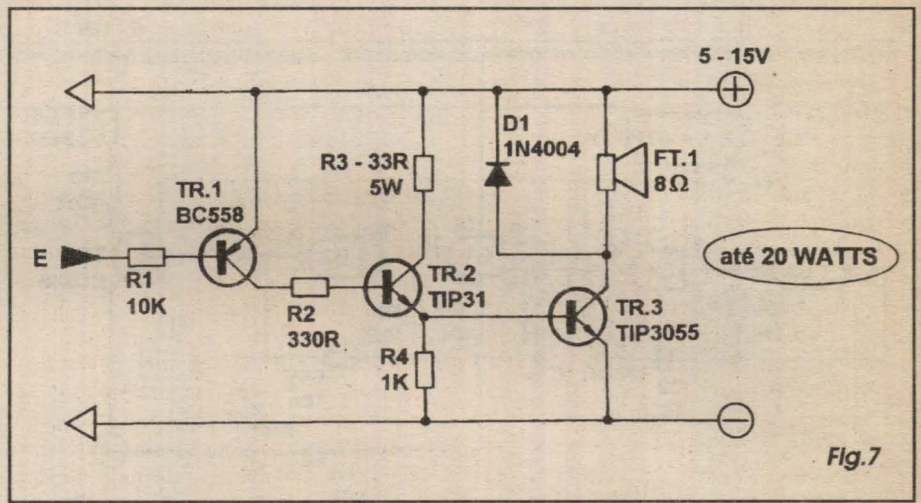 5 - 15V
D1
1N4004
R3 - 33R
5W
FT.1
8Ω
TR.1
BC558
E
R1
10K
até 20 WATTS
TR.2
TIP31
R2
330R
TR.3
TIP3055
R4
1K
Fig.7